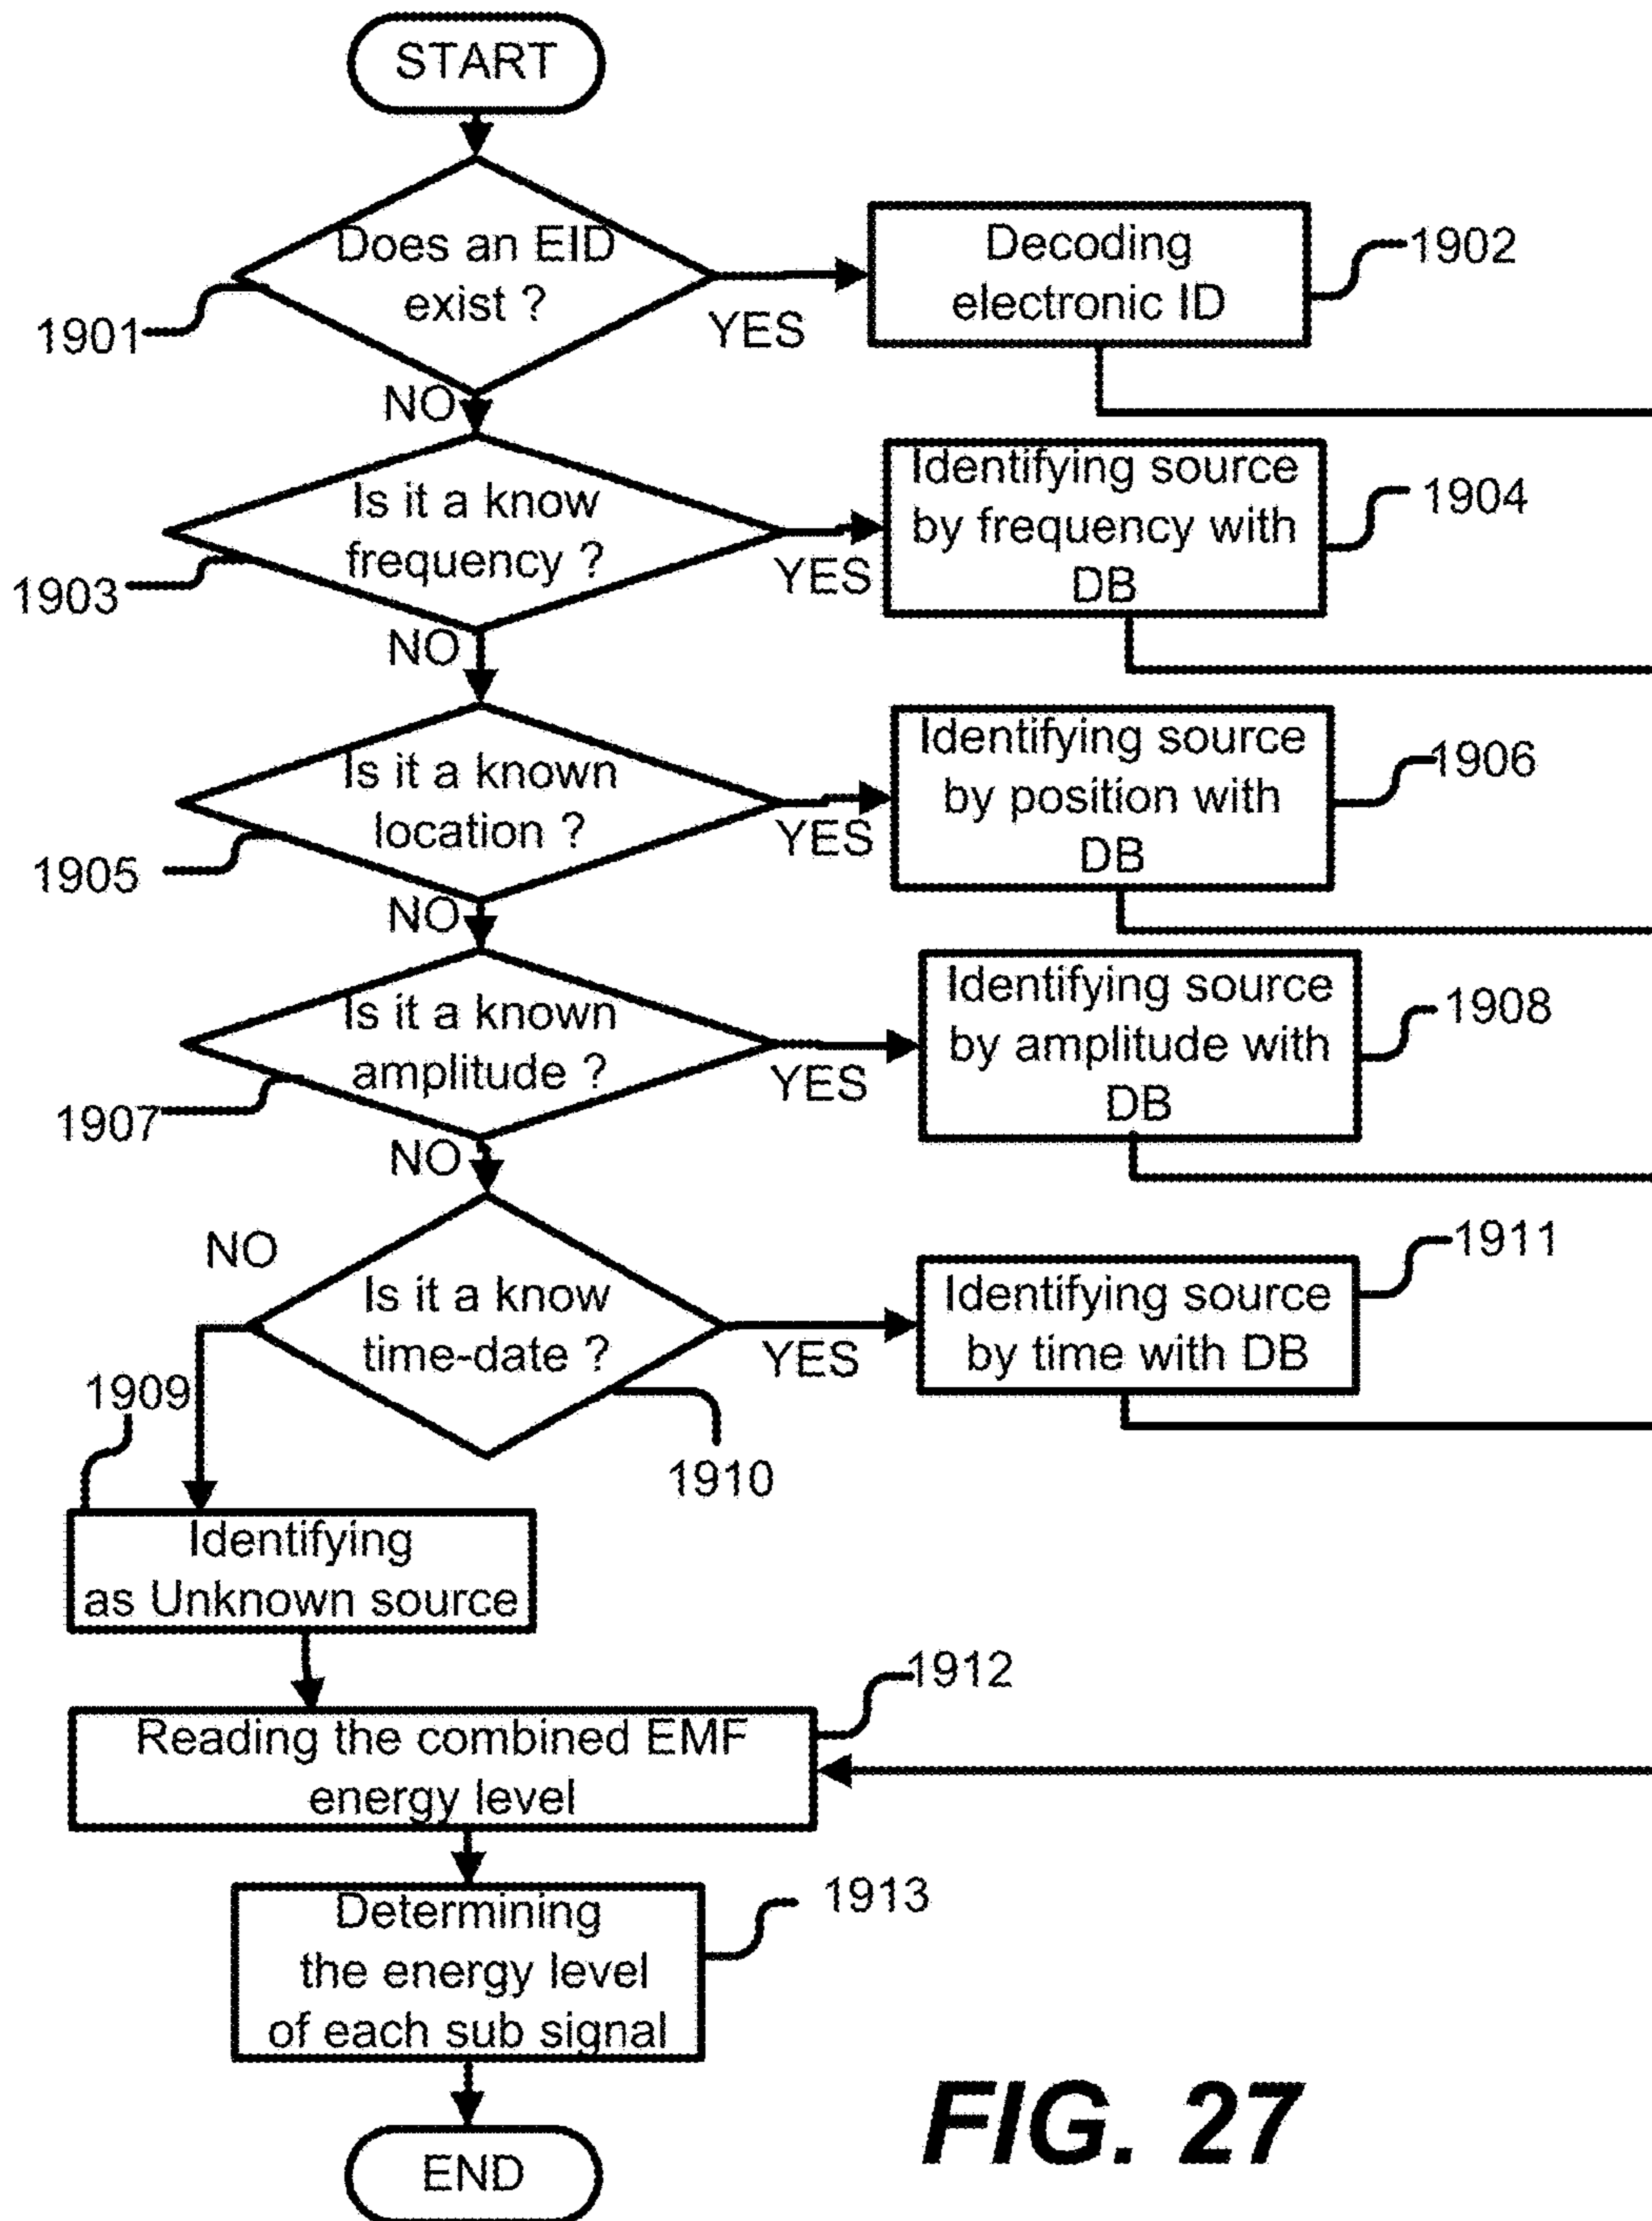 START
Does an EID
exist ?
1901
YES
Decoding
electronic ID
1902
NO
Is it a know
frequency ?
1903
YES
Identifying source
by frequency with
DB
1904
NO
Is it a known
location ?
1905
YES
Identifying source
by position with
DB
1906
NO
Is it a known
amplitude ?
1907
YES
Identifying source
by amplitude with
DB
1908
NO
NO
Is it a know
time-date ?
1910
YES
Identifying source
by time with DB
1911
1909
Identifying
as Unknown source
Reading the combined EMF
energy level
1912
Determining
the energy level
of each sub signal
1913
END
FIG. 27